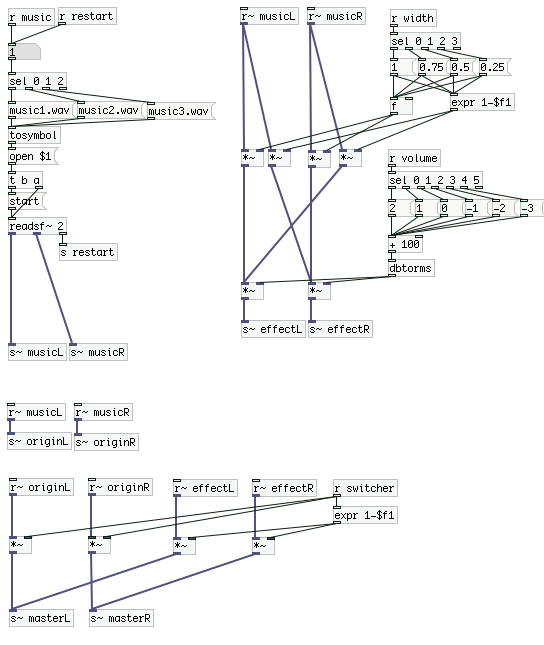 r music
r restart
1
sel 0 1 2
music1.wav
music2.wav
music3.wav
tosymbol
open $1
t b a
start
readsf~ 2
s restart
s~ musicL
s~ musicR
r~ musicL
r~ musicR
*~
*~
*~
*~
*~
*~
s~ effectL
s~ effectR
r width
sel 0 1 2 3
1
0.75
0.5
0.25
f
expr 1-$f1
r volume
sel 0 1 2 3 4 5
2
1
0
-1
-2
-3
+ 100
dbtorms
r~ musicL
r~ musicR
s~ originL
s~ originR
r~ originL
r~ originR
r~ effectL
r~ effectR
r switcher
expr 1-$f1
*~
*~
*~
*~
s~ masterL
s~ masterR